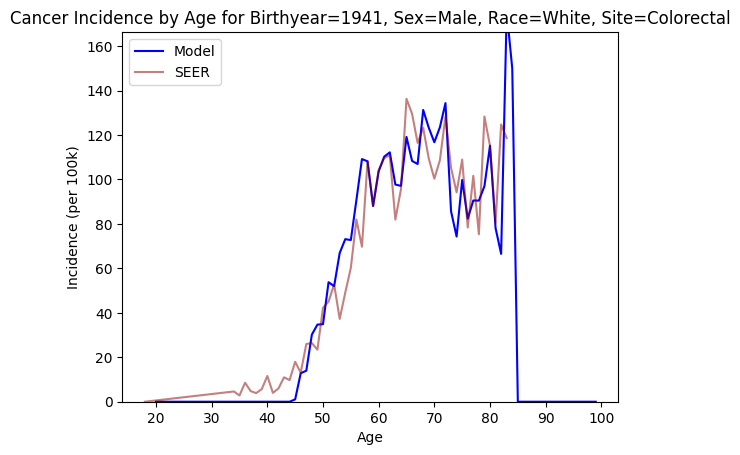 Cancer Incidence by Age for Birthyear=1941, Sex=Male, Race=White, Site=Colorectal
Model
SEER
160
140
120
100
80
60
40
20
0
Incidence (per 100k)
20 30 40 50 60 70 80 90 100
Age